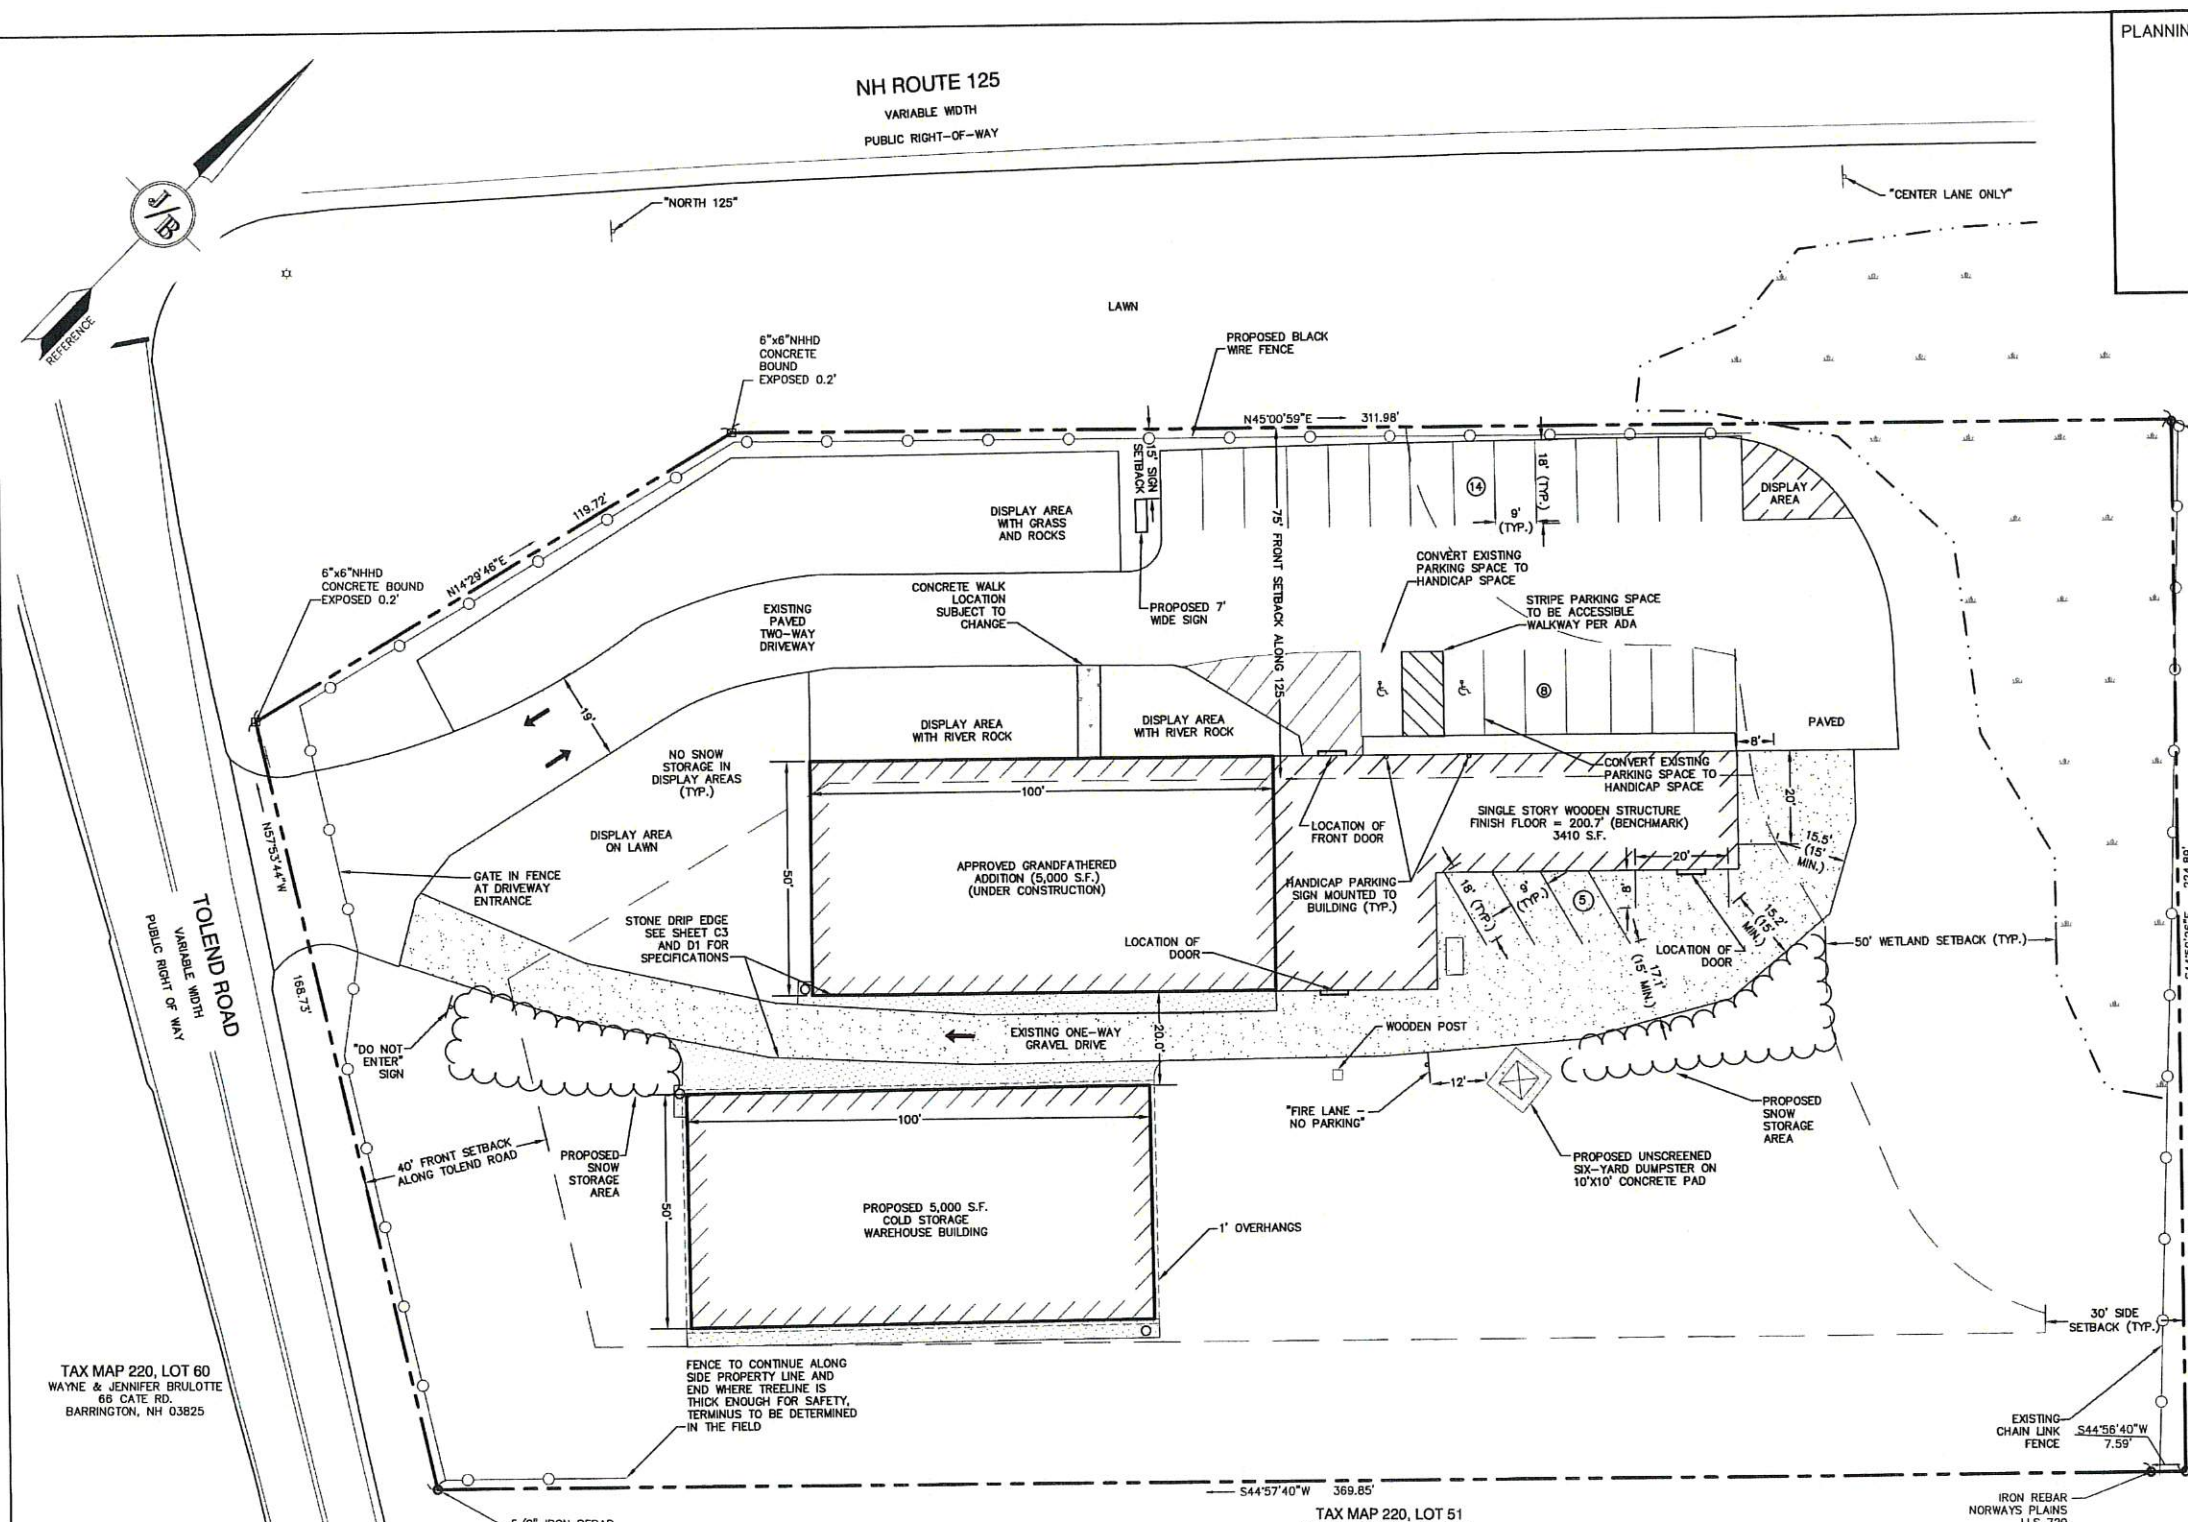 PLANNIN
NH ROUTE 125
VARIABLE WIDTH
PUBLIC RIGHT-OF-WAY
"NORTH 125"
"CENTER LANE ONLY"
J/B
REFERENCE
LAWN
6"x6"NHHD
CONCRETE
BOUND
EXPOSED 0.2'
PROPOSED BLACK
WIRE FENCE
N45°00'59"E
311.98'
15' SIGN
SETBACK
119.72'
N14°29'46"E
DISPLAY AREA
WITH GRASS
AND ROCKS
14
18' (TYP.)
9'
(TYP.)
DISPLAY
AREA
75' FRONT SETBACK ALONG 125
6"x6"NHHD
CONCRETE BOUND
EXPOSED 0.2'
CONVERT EXISTING
PARKING SPACE TO
HANDICAP SPACE
CONCRETE WALK
LOCATION
SUBJECT TO
CHANGE
EXISTING
PAVED
TWO-WAY
DRIVEWAY
PROPOSED 7'
WIDE SIGN
STRIPE PARKING SPACE
TO BE ACCESSIBLE
WALKWAY PER ADA
19'
8
DISPLAY AREA
WITH RIVER ROCK
DISPLAY AREA
WITH RIVER ROCK
PAVED
8'
NO SNOW
STORAGE IN
DISPLAY AREAS
(TYP.)
CONVERT EXISTING
PARKING SPACE TO
HANDICAP SPACE
100'
20'
SINGLE STORY WOODEN STRUCTURE
FINISH FLOOR = 200.7' (BENCHMARK)
3410 S.F.
LOCATION OF
FRONT DOOR
DISPLAY AREA
ON LAWN
N57°53'44"W
15.5'
(15'
MIN.)
50'
APPROVED GRANDFATHERED
ADDITION (5,000 S.F.)
(UNDER CONSTRUCTION)
20'
GATE IN FENCE
AT DRIVEWAY
ENTRANCE
HANDICAP PARKING
SIGN MOUNTED TO
BUILDING (TYP.)
18'
(TYP.)
9'
(TYP.)
5
8'
15.2'
(15'
MIN.)
224.89'
TOLEND ROAD
VARIABLE WIDTH
PUBLIC RIGHT OF WAY
STONE DRIP EDGE
SEE SHEET C3
AND D1 FOR
SPECIFICATIONS
LOCATION OF
DOOR
LOCATION OF
DOOR
50' WETLAND SETBACK (TYP.)
17.1'
(15' MIN.)
168.73'
EXISTING ONE-WAY
GRAVEL DRIVE
20.0'
WOODEN POST
"DO NOT
ENTER"
SIGN
12'
"FIRE LANE -
NO PARKING"
PROPOSED
SNOW
STORAGE
AREA
100'
40' FRONT SETBACK
ALONG TOLEND ROAD
PROPOSED
SNOW
STORAGE
AREA
PROPOSED UNSCREENED
SIX-YARD DUMPSTER ON
10'X10' CONCRETE PAD
50'
PROPOSED 5,000 S.F.
COLD STORAGE
WAREHOUSE BUILDING
1' OVERHANGS
30' SIDE
SETBACK (TYP.)
TAX MAP 220, LOT 60
WAYNE & JENNIFER BRULOTTE
66 CATE RD.
BARRINGTON, NH 03825
FENCE TO CONTINUE ALONG
SIDE PROPERTY LINE AND
END WHERE TREELINE IS
THICK ENOUGH FOR SAFETY,
TERMINUS TO BE DETERMINED
IN THE FIELD
EXISTING
CHAIN LINK
FENCE
S44°56'40"W
7.59'
S44°57'40"W
369.85'
TAX MAP 220, LOT 51
IRON REBAR
NORWAYS PLAINS